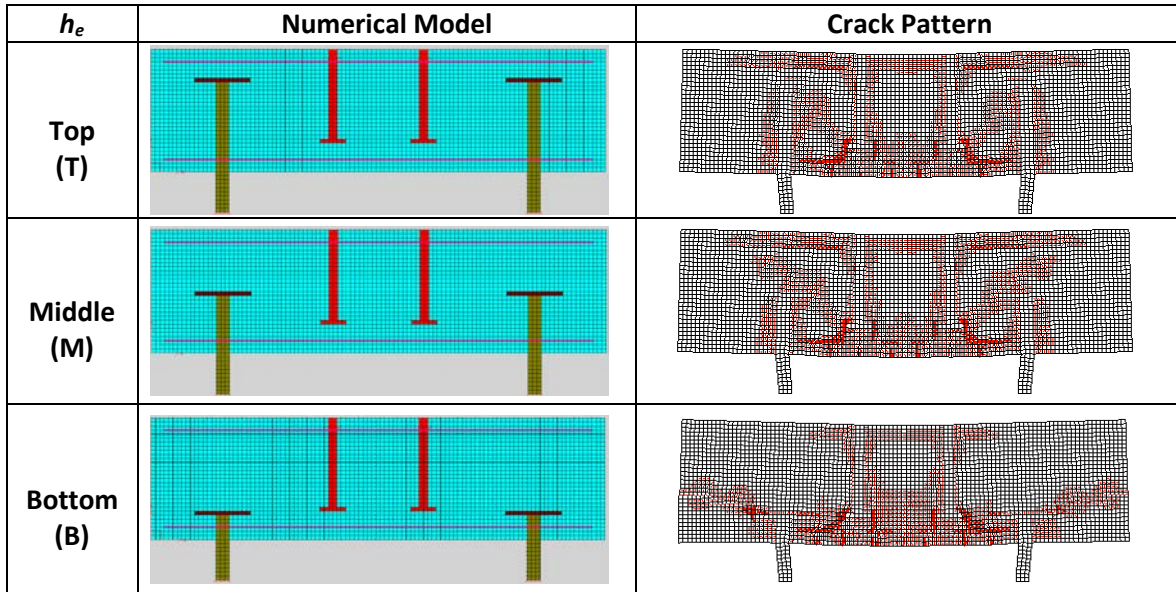 he Numerical Model Crack Pattern
Top
(T)
Middle
(M)
Bottom
(B)